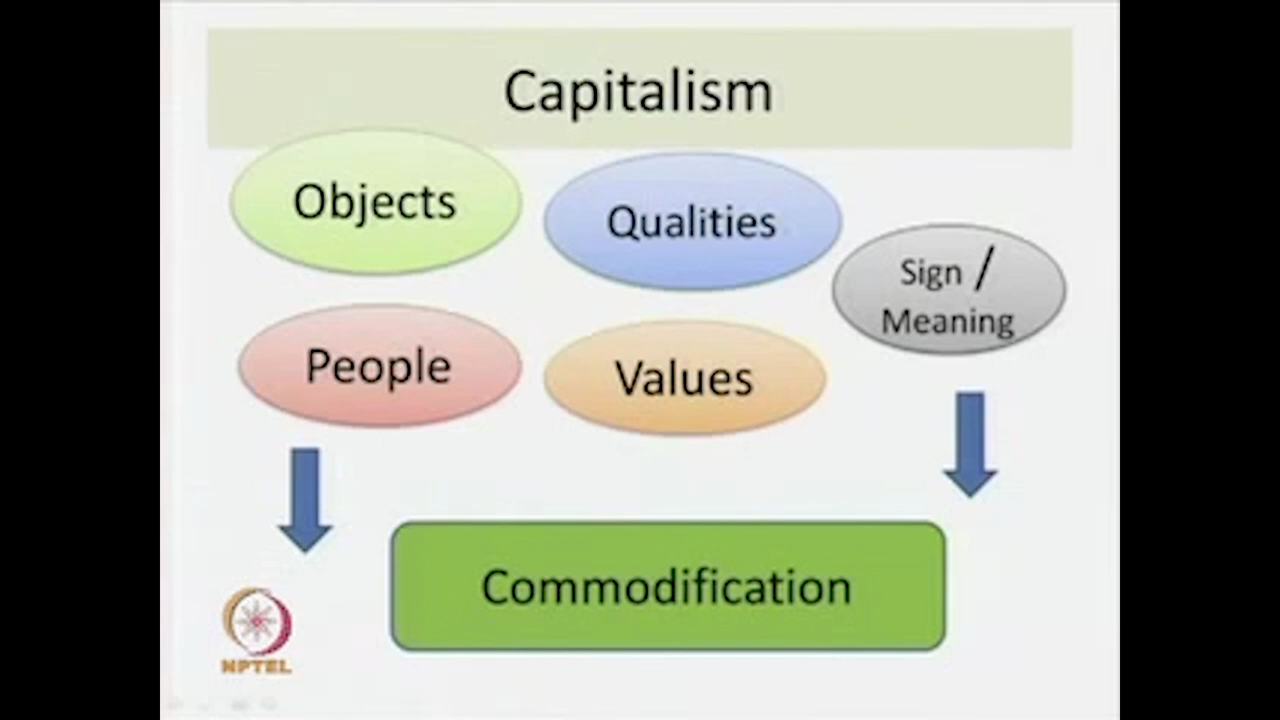 Capitalism
Objects
Qualities
Sign /
Meaning
People
Values
Commodification
NPTEL